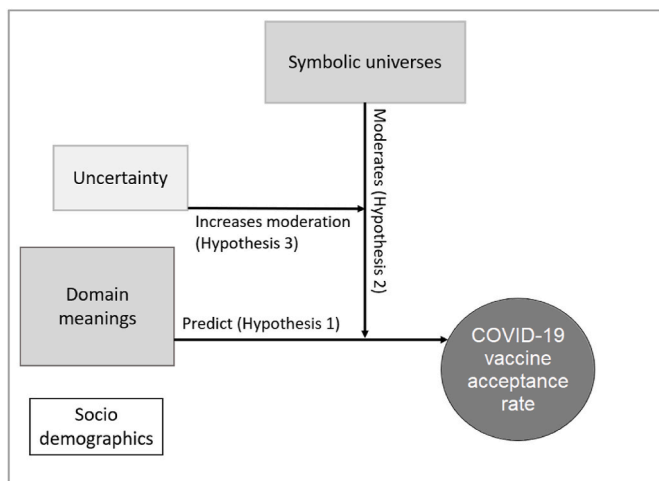 Symbolic universes
Moderates (Hypothesis 2)
Uncertainty
Increases moderation
(Hypothesis 3)
Domain
meanings
Predict (Hypothesis 1)
COVID-19
vaccine
acceptance
rate
Socio
demographics